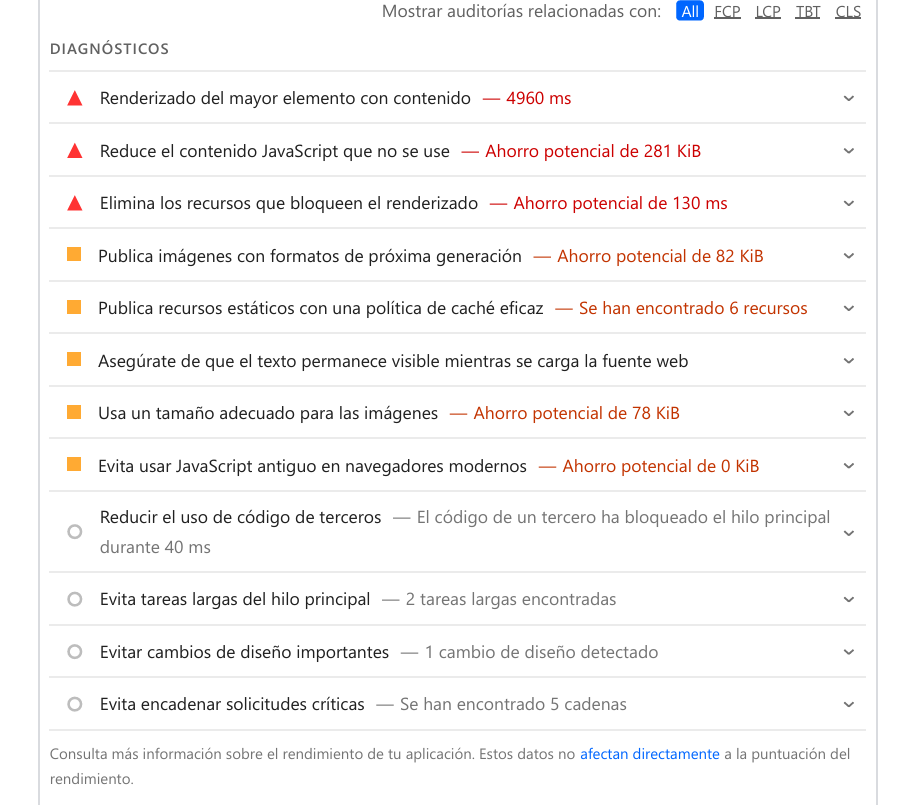 Mostrar auditorías relacionadas con: All FCP LCP TBT CLS
DIAGNÓSTICOS
Renderizado del mayor elemento con contenido — 4960 ms
Reduce el contenido JavaScript que no se use — Ahorro potencial de 281 KiB
Elimina los recursos que bloqueen el renderizado — Ahorro potencial de 130 ms
Publica imágenes con formatos de próxima generación — Ahorro potencial de 82 KiB
Publica recursos estáticos con una política de caché eficaz — Se han encontrado 6 recursos
Asegúrate de que el texto permanece visible mientras se carga la fuente web
Usa un tamaño adecuado para las imágenes — Ahorro potencial de 78 KiB
Evita usar JavaScript antiguo en navegadores modernos — Ahorro potencial de 0 KiB
Reducir el uso de código de terceros — El código de un tercero ha bloqueado el hilo principal
durante 40 ms
Evita tareas largas del hilo principal — 2 tareas largas encontradas
Evitar cambios de diseño importantes — 1 cambio de diseño detectado
Evita encadenar solicitudes críticas — Se han encontrado 5 cadenas
Consulta más información sobre el rendimiento de tu aplicación. Estos datos no afectan directamente a la puntuación del
rendimiento.